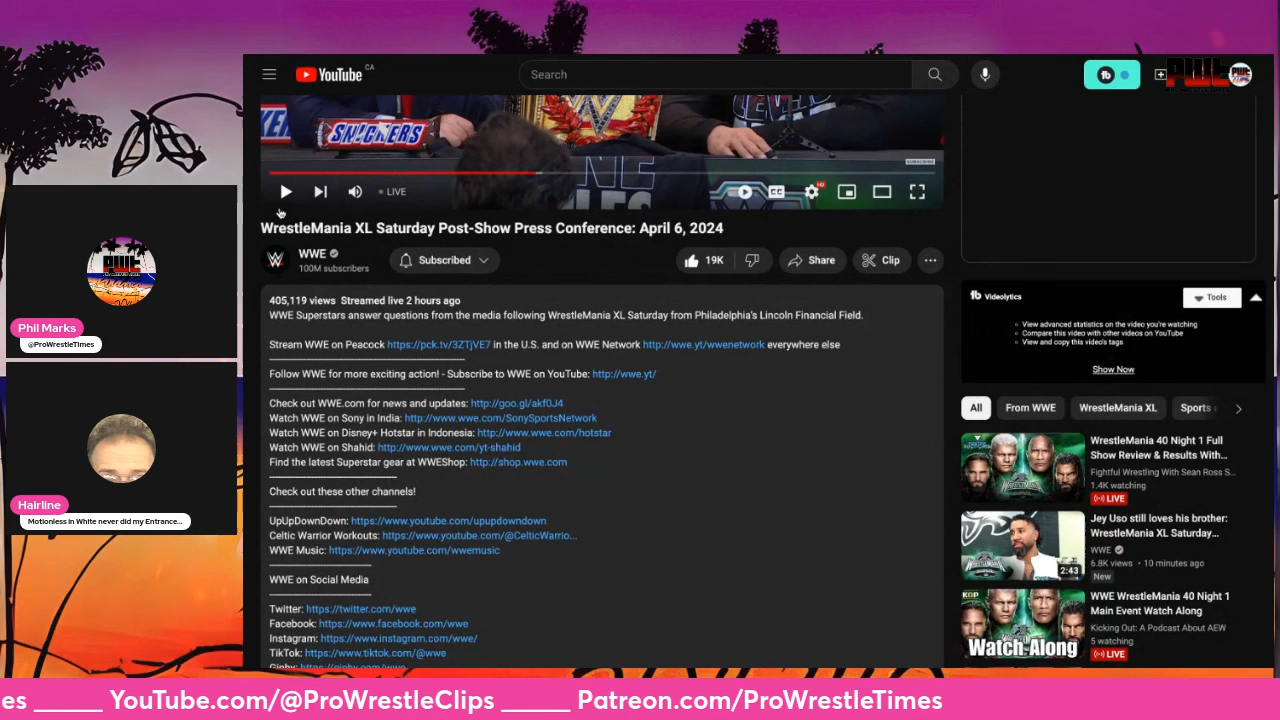 YouTube CA
Search
PWT
SNICKERS
SUBSCRIBE
LIVE
WrestleMania XL Saturday Post-Show Press Conference: April 6, 2024
WWE
100M subscribers
Subscribed
19K
Share
Clip
405,119 views Streamed live 2 hours ago
WWE Superstars answer questions from the media following WrestleMania XL Saturday from Philadelphia's Lincoln Financial Field.
Stream WWE on Peacock https://pck.tv/3ZTjVE7 in the U.S. and on WWE Network http://wwe.yt/wwenetwork everywhere else
Follow WWE for more exciting action! - Subscribe to WWE on YouTube: http://wwe.yt/
Check out WWE.com for news and updates: http://goo.gl/akf0J4
Watch WWE on Sony in India: http://www.wwe.com/SonySportsNetwork
Watch WWE on Disney+ Hotstar in Indonesia: http://www.wwe.com/hotstar
Watch WWE on Shahid: http://www.wwe.com/yt-shahid
Find the latest Superstar gear at WWEShop: http://shop.wwe.com
Check out these other channels!
UpUpDownDown: https://www.youtube.com/upupdowndown
Celtic Warrior Workouts: https://www.youtube.com/@CelticWarrio...
WWE Music: https://www.youtube.com/wwemusic
WWE on Social Media
Twitter: https://twitter.com/wwe
Facebook: https://www.facebook.com/wwe
Instagram: https://www.instagram.com/wwe/
TikTok: https://www.tiktok.com/@wwe
Giphy: https://giphy.com/wwe
Videolytics
Tools
View advanced statistics on the video you're watching
Compare this video with other videos on YouTube
View and copy this video's tags
Show Now
All
From WWE
WrestleMania XL
Sports
WrestleMania 40 Night 1 Full
Show Review & Results With...
Fightful Wrestling With Sean Ross S...
1.4K watching
LIVE
Jey Uso still loves his brother:
WrestleMania XL Saturday...
WWE
6.8K views • 10 minutes ago
New
2:43
WWE WrestleMania 40 Night 1
Main Event Watch Along
Kicking Out: A Podcast About AEW
5 watching
LIVE
KOP
Watch-Along
PWT
Phil Marks
@ProWrestleTimes
Hairline
Motionless in White never did my Entrance...
es _____ YouTube.com/@ProWrestleClips _____ Patreon.com/ProWrestleTimes